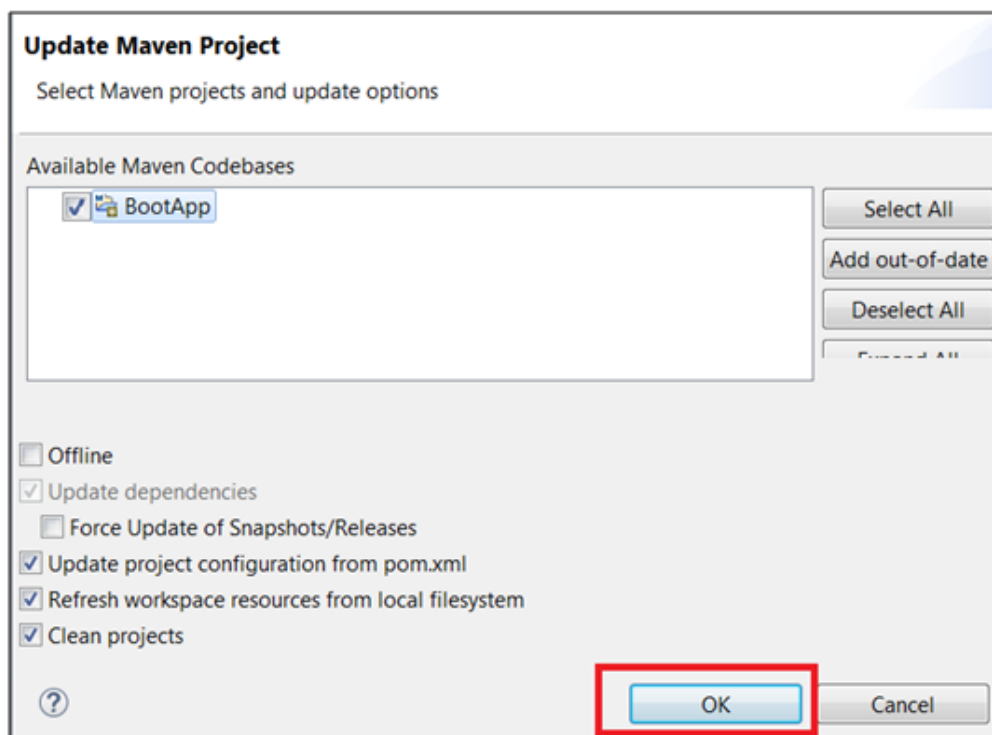 Update Maven Project
Select Maven projects and update options
Available Maven Codebases
BootApp
Select All
Add out-of-date
Deselect All
Expand All
Offline
Update dependencies
Force Update of Snapshots/Releases
Update project configuration from pom.xml
Refresh workspace resources from local filesystem
Clean projects
?
OK
Cancel